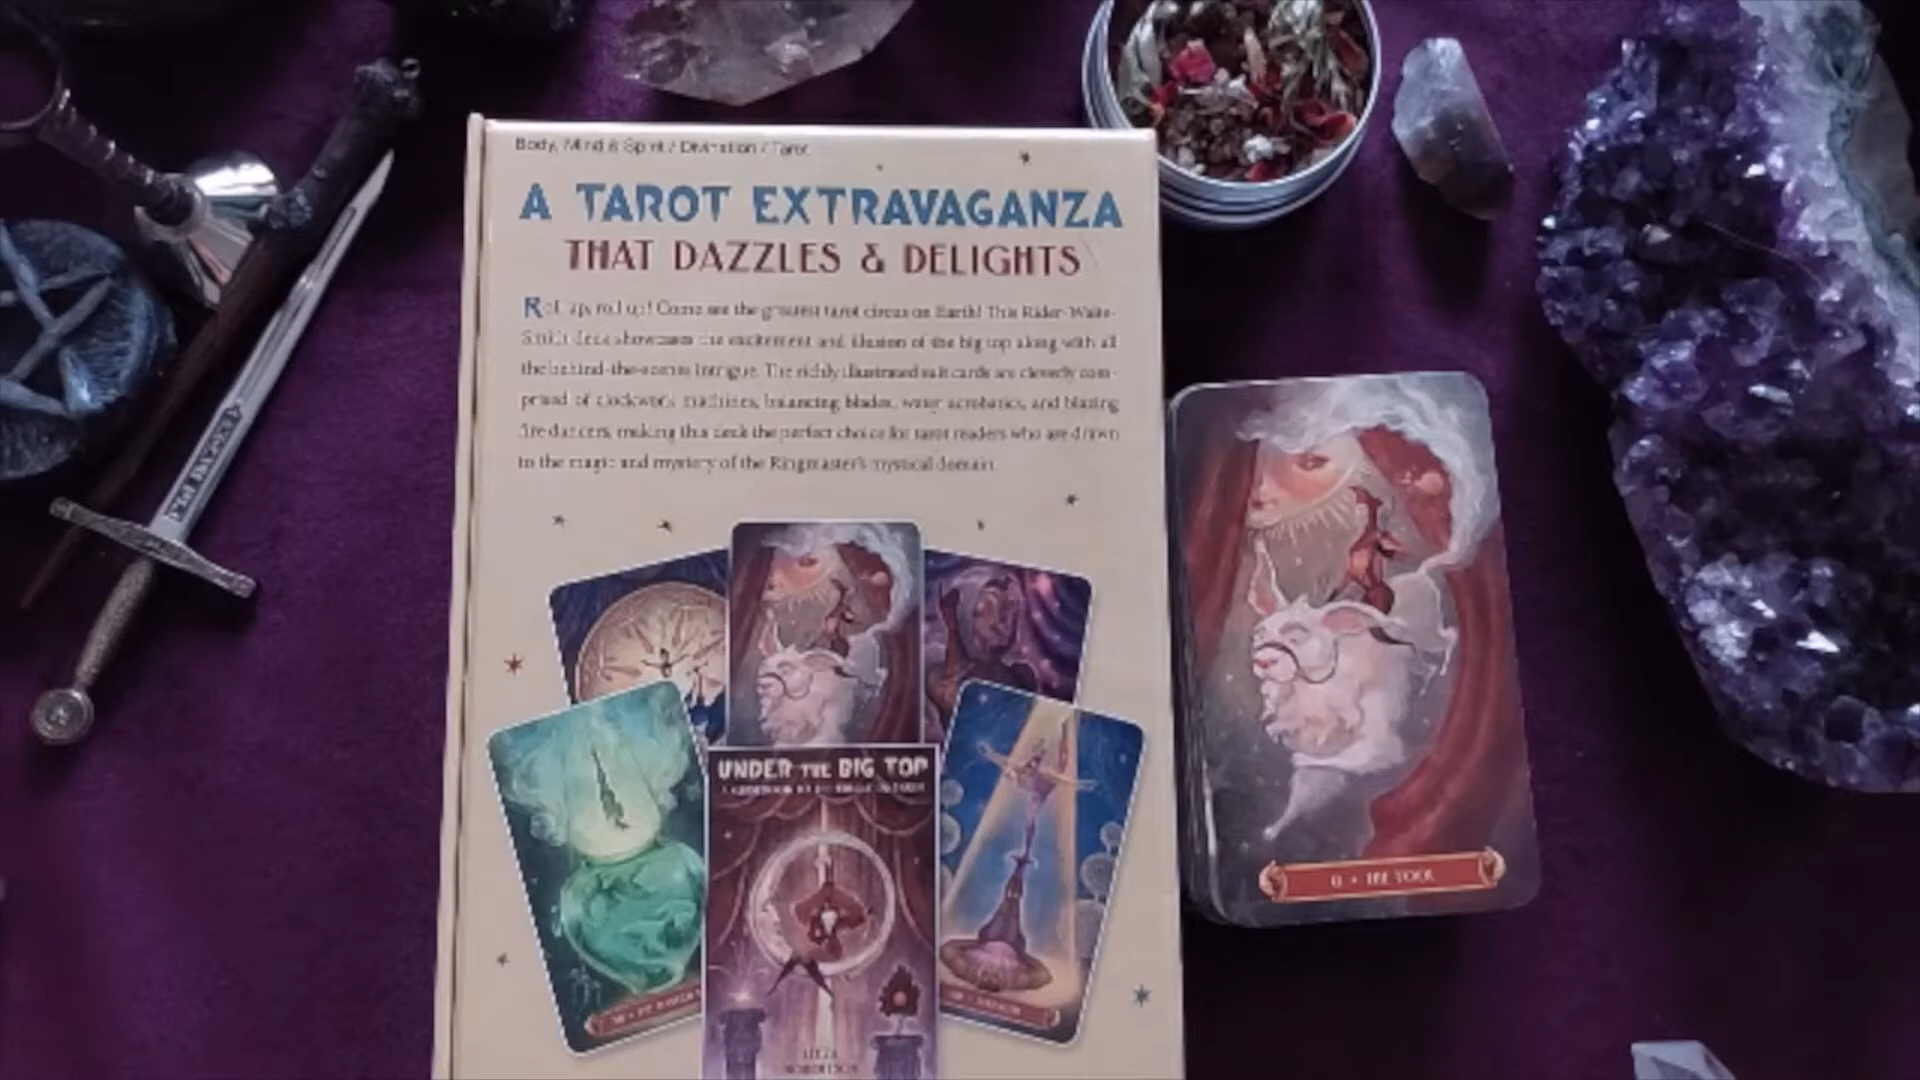 Body, Mind & Spirit / Divination / Tarot
A TAROT EXTRAVAGANZA
THAT DAZZLES & DELIGHTS
Roll up, roll up! Come see the greatest tarot circus on Earth! This Rider-Waite-
Smith deck showcases the excitement and illusion of the big top along with all
the behind-the-scenes intrigue. The richly illustrated suit cards are cleverly com-
prised of clockwork machines, balancing blades, water acrobatics, and blazing
fire dancers, making this deck the perfect choice for tarot readers who are drawn
to the magic and mystery of the Ringmaster's mystical domain.
UNDER THE BIG TOP
0 • THE FOOL